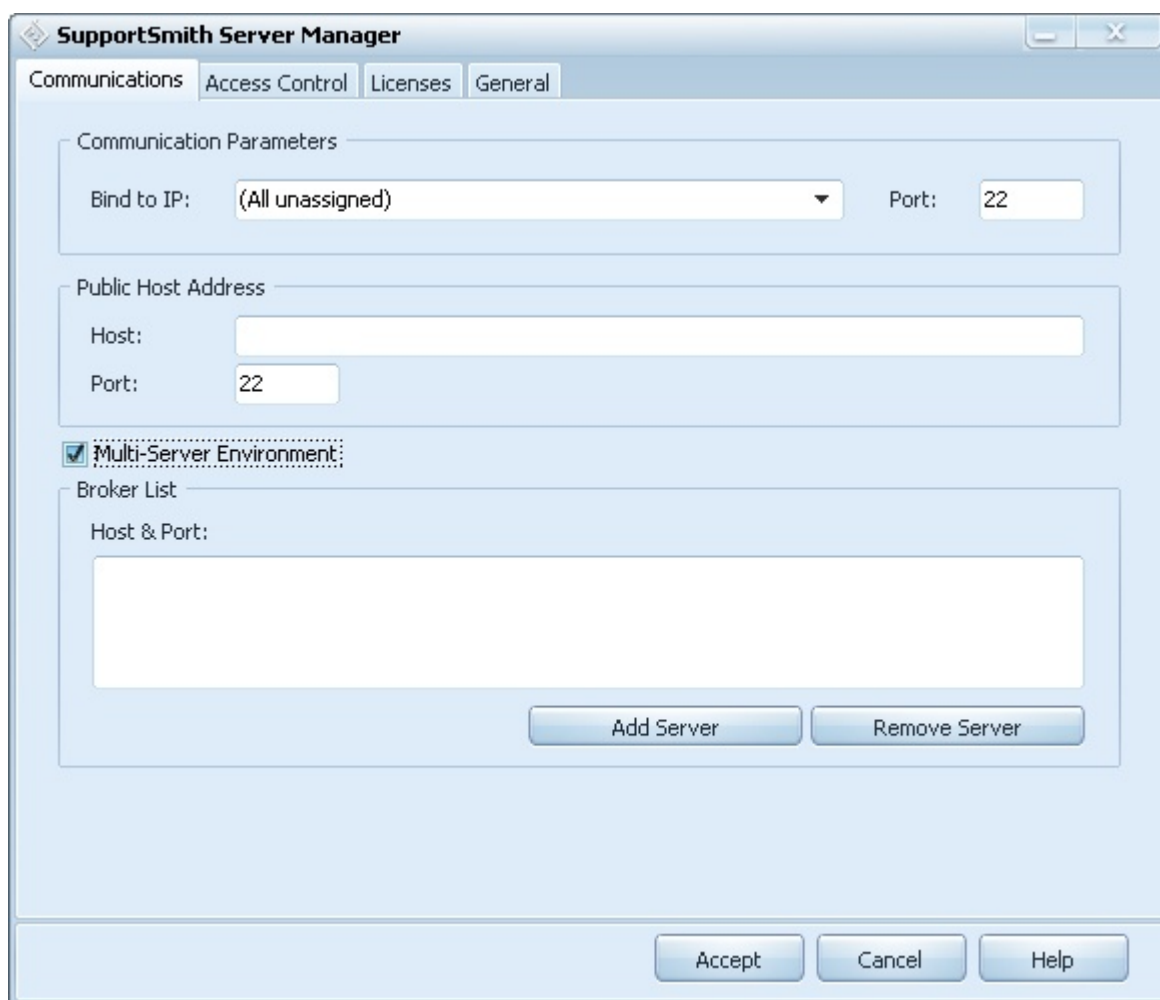 SupportSmith Server Manager
Communications Access Control Licenses General
Communication Parameters
Bind to IP: (All unassigned) Port: 22
Public Host Address
Host:
Port: 22
Multi-Server Environment
Broker List
Host & Port:
Add Server Remove Server
Accept Cancel Help